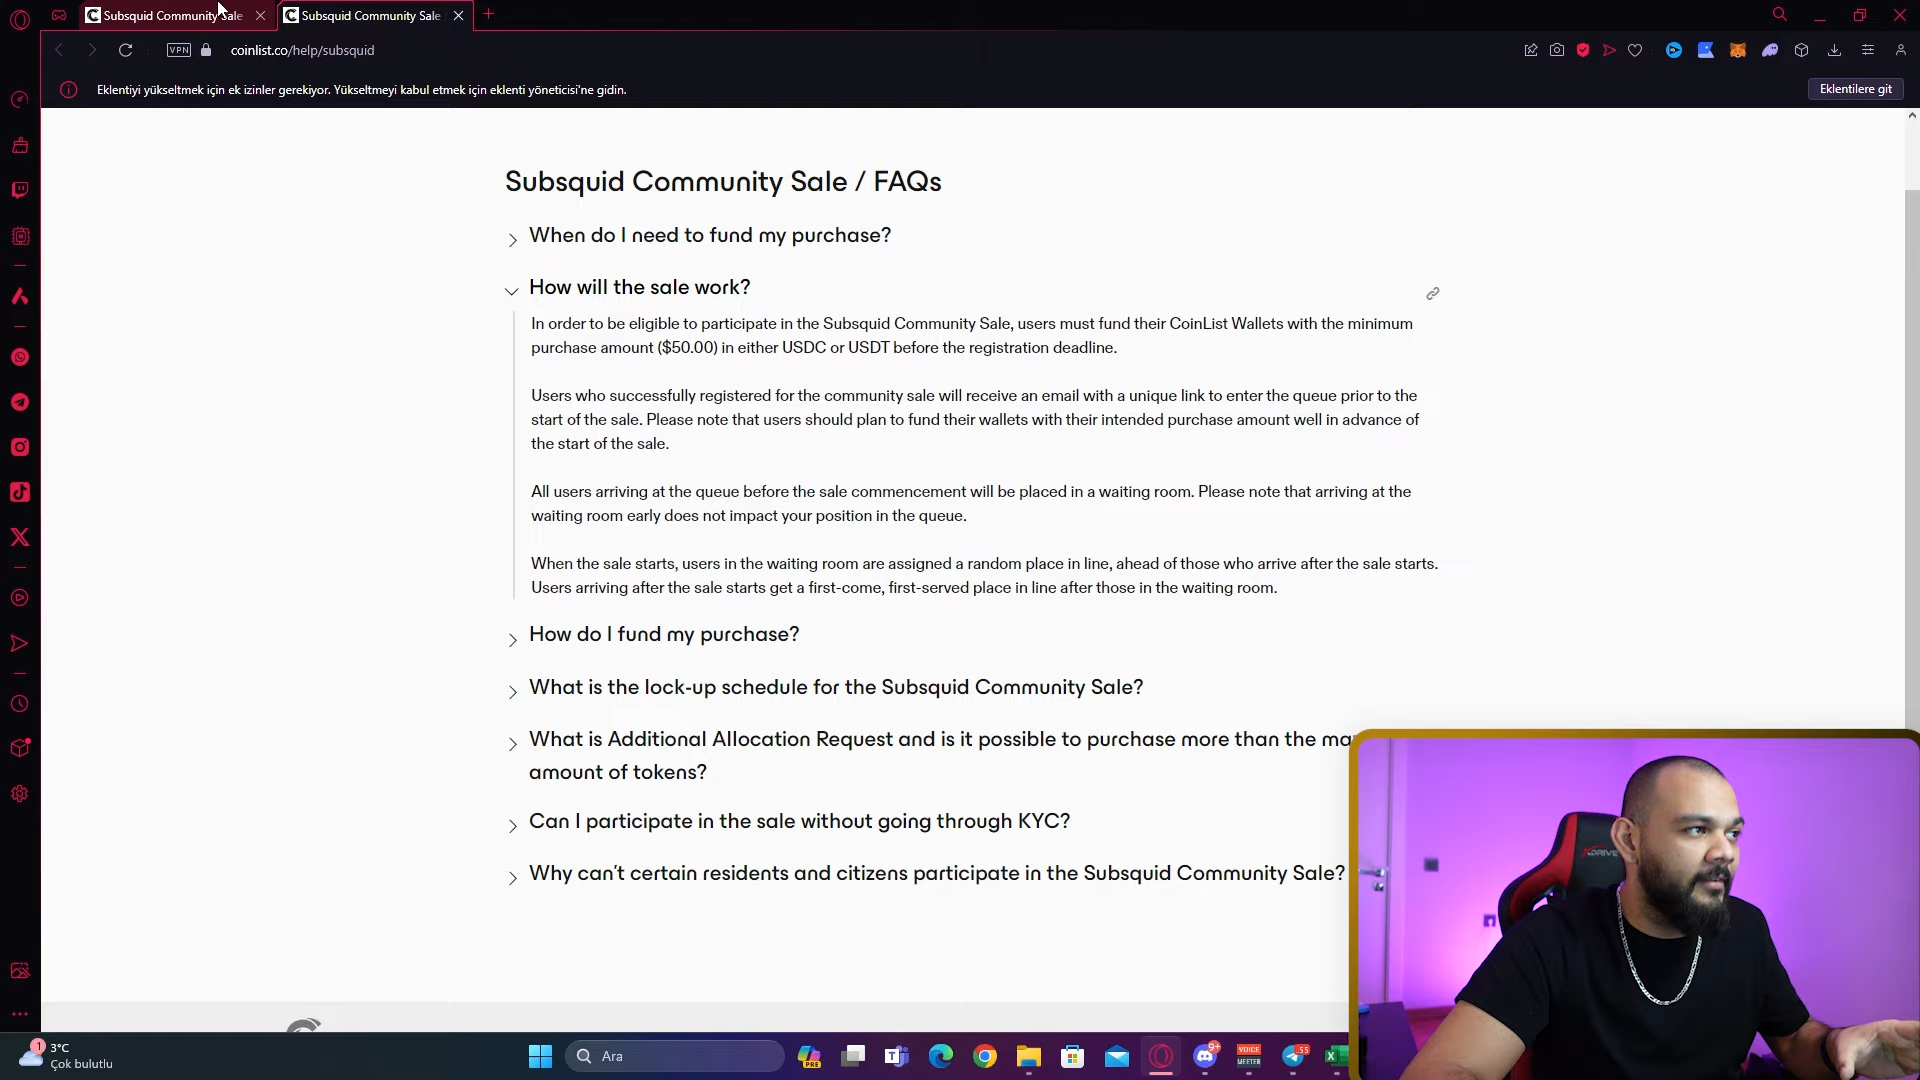 Subsquid Community Sale
Subsquid Community Sale
VPN
coinlist.co/help/subsquid
Eklentiyi yükseltmek için ek izinler gerekiyor. Yükseltmeyi kabul etmek için eklenti yöneticisi'ne gidin.
Eklentilere git
Subsquid Community Sale / FAQs
When do I need to fund my purchase?
How will the sale work?
In order to be eligible to participate in the Subsquid Community Sale, users must fund their CoinList Wallets with the minimum
purchase amount ($50.00) in either USDC or USDT before the registration deadline.
Users who successfully registered for the community sale will receive an email with a unique link to enter the queue prior to the
start of the sale. Please note that users should plan to fund their wallets with their intended purchase amount well in advance of
the start of the sale.
All users arriving at the queue before the sale commencement will be placed in a waiting room. Please note that arriving at the
waiting room early does not impact your position in the queue.
When the sale starts, users in the waiting room are assigned a random place in line, ahead of those who arrive after the sale starts.
Users arriving after the sale starts get a first-come, first-served place in line after those in the waiting room.
How do I fund my purchase?
What is the lock-up schedule for the Subsquid Community Sale?
What is Additional Allocation Request and is it possible to purchase more than the ma
amount of tokens?
Can I participate in the sale without going through KYC?
Why can't certain residents and citizens participate in the Subsquid Community Sale?
XDRIVE
1
3°C
Çok bulutlu
Ara
PRE
9+
VOICE
MEETER
55